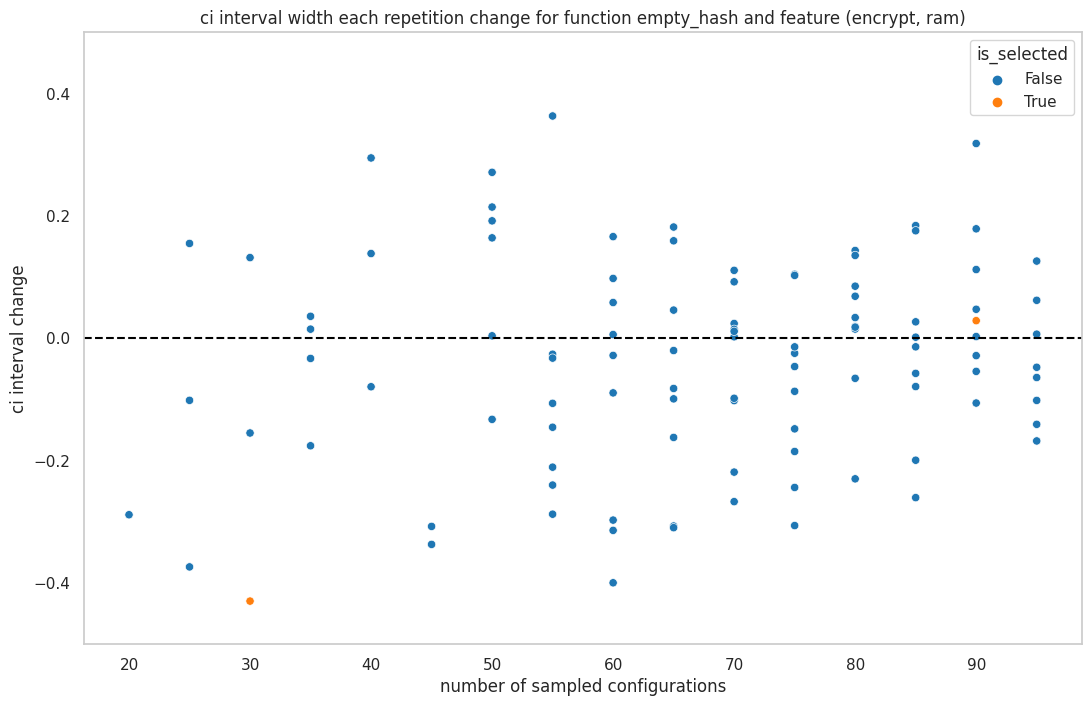 ci interval width each repetition change for function empty_hash and feature (encrypt, ram)
is_selected
False
True
ci interval change
0.4
0.2
0.0
−0.2
−0.4
20 30 40 50 60 70 80 90
number of sampled configurations